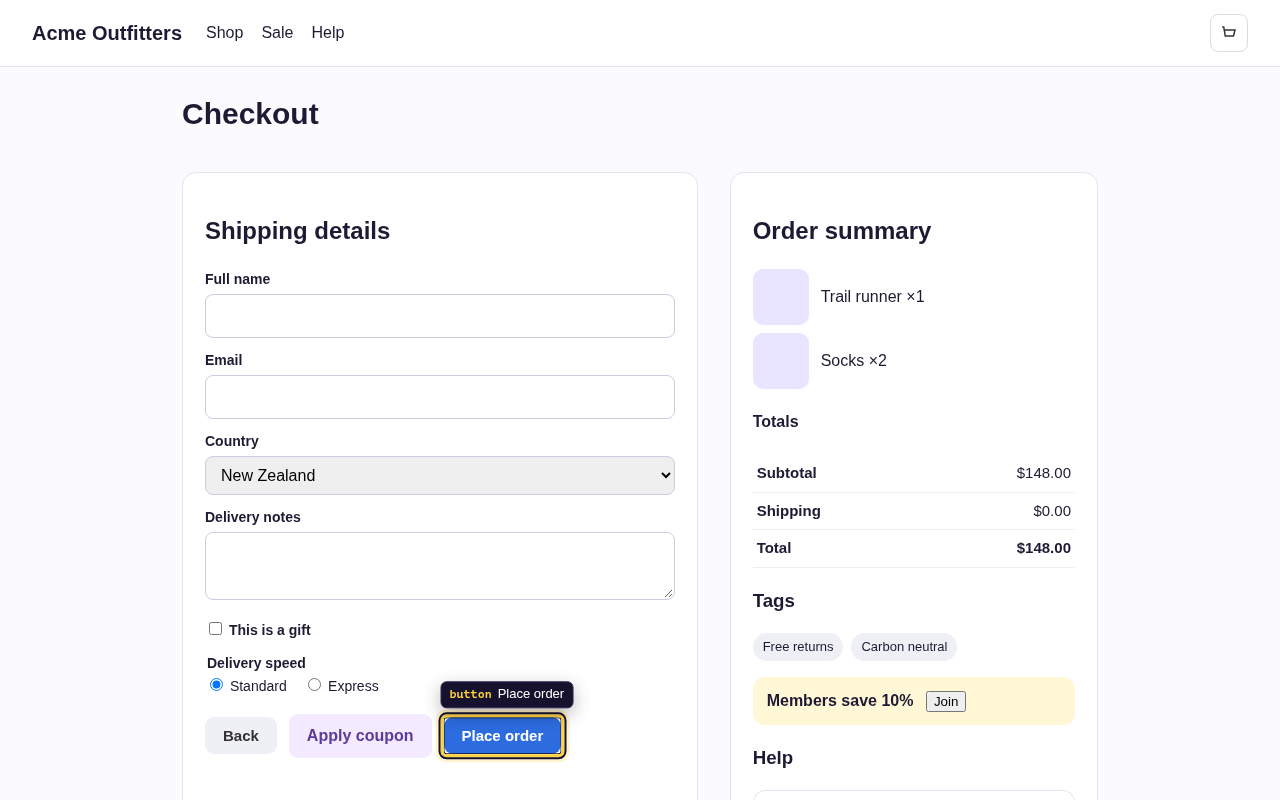 Acme Outfitters Shop Sale Help
Checkout
Shipping details
Full name
Email
Country
New Zealand
Delivery notes
This is a gift
Delivery speed
Standard Express
button Place order
Back Apply coupon Place order
Order summary
Trail runner ×1
Socks ×2
Totals
Subtotal $148.00
Shipping $0.00
Total $148.00
Tags
Free returns Carbon neutral
Members save 10% Join
Help